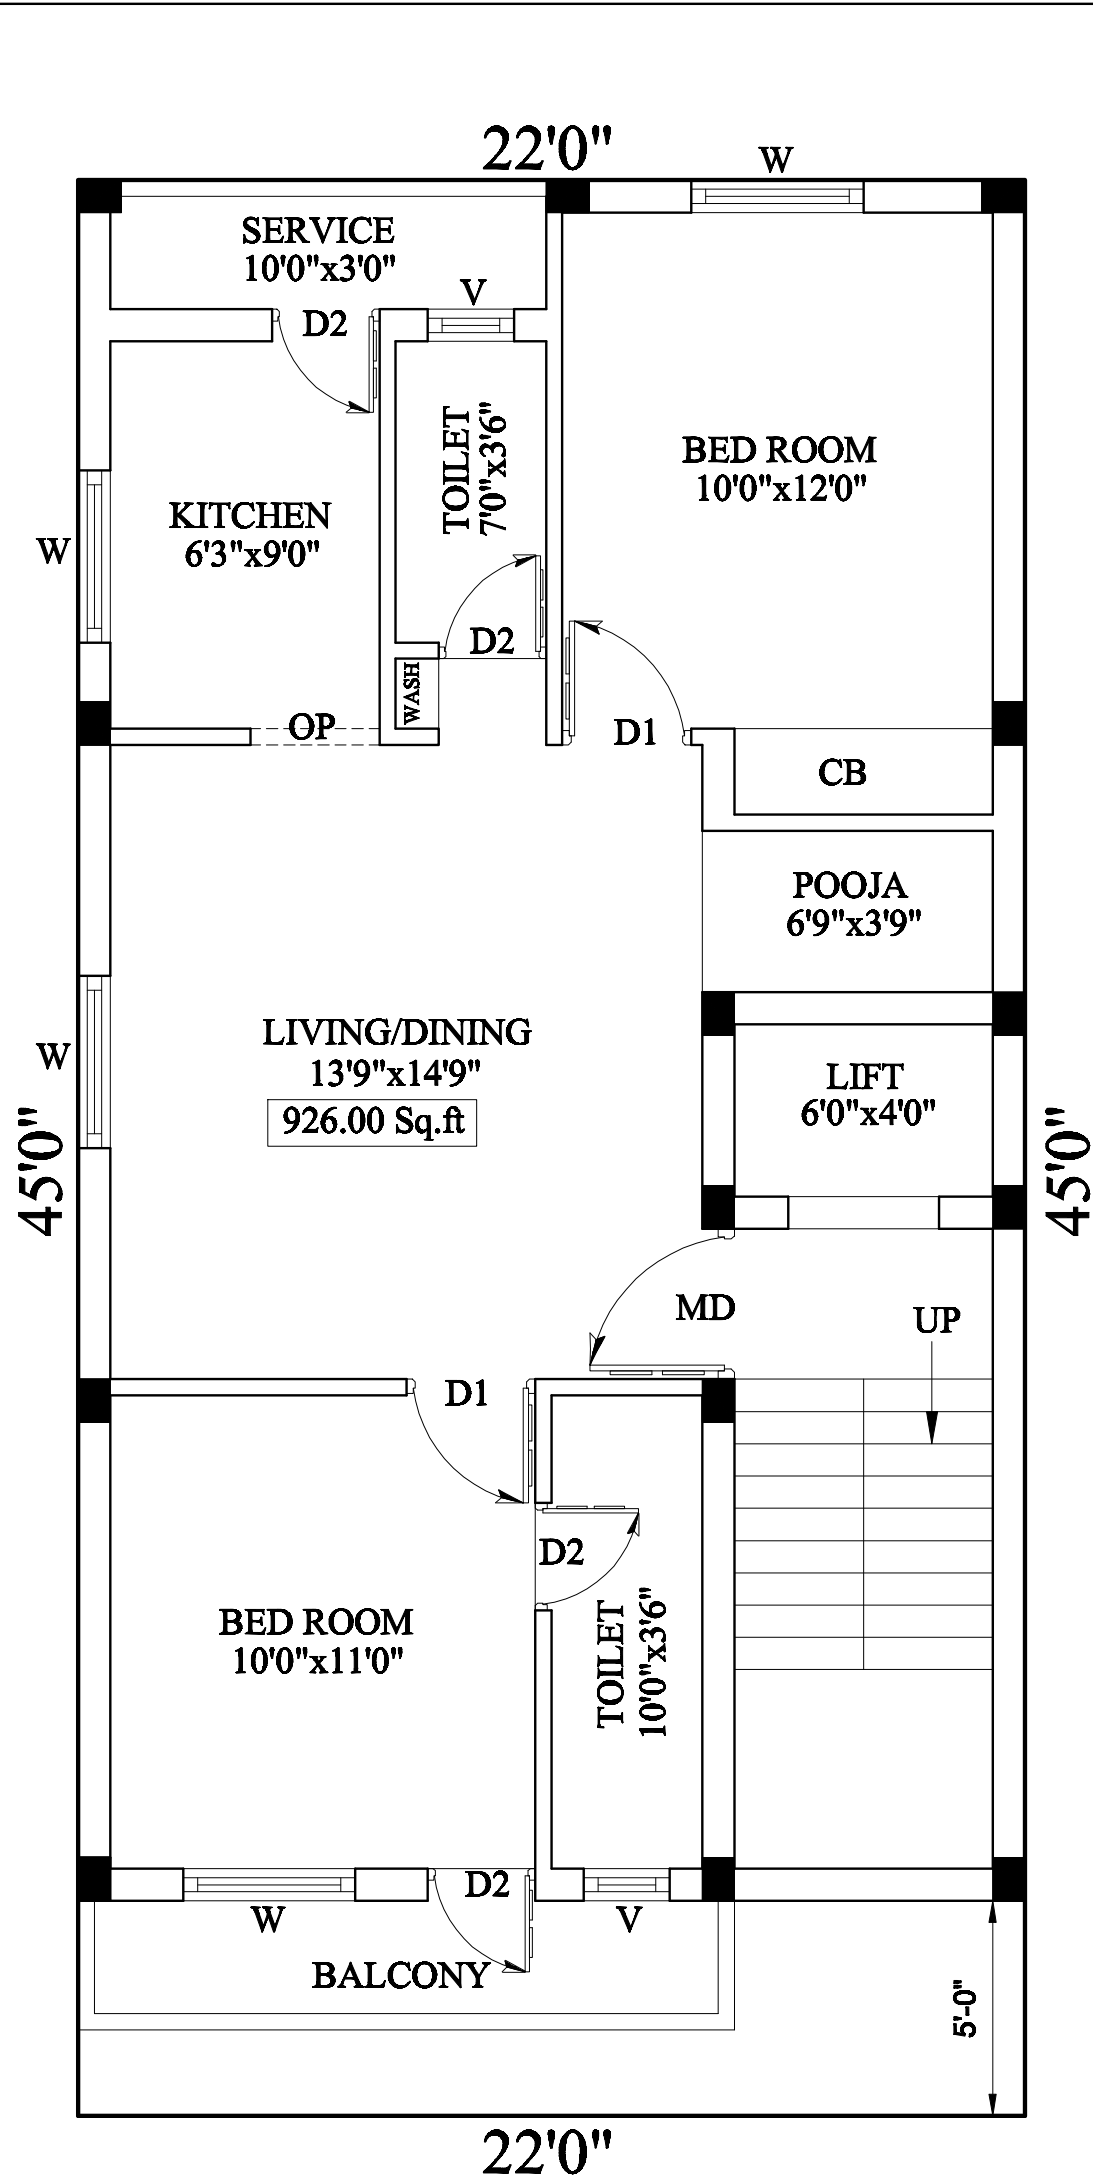 22'0"
W
SERVICE
10'0"x3'0"
V
D2
TOILET
7'0"x3'6"
BED ROOM
10'0"x12'0"
KITCHEN
6'3"x9'0"
W
D2
WASH
OP
D1
CB
POOJA
6'9"x3'9"
LIVING/DINING
13'9"x14'9"
926.00 Sq.ft
W
LIFT
6'0"x4'0"
45'0"
45'0"
MD
UP
D1
D2
BED ROOM
10'0"x11'0"
TOILET
10'0"x3'6"
D2
W
V
BALCONY
5'-0"
22'0"